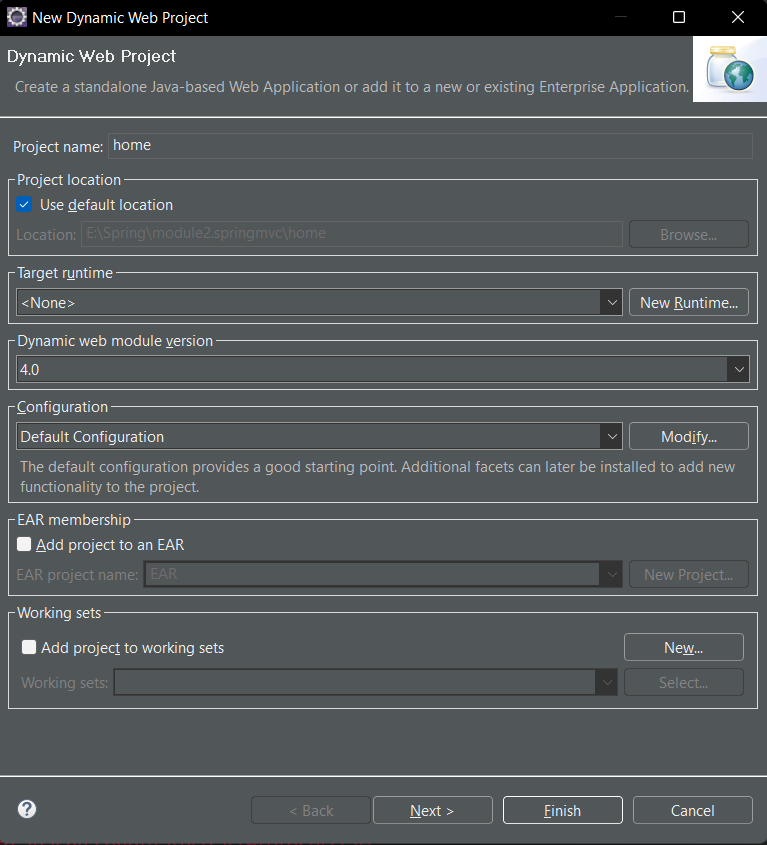 New Dynamic Web Project
Dynamic Web Project
Create a standalone Java-based Web Application or add it to a new or existing Enterprise Application.
Project name: home
Project location
Use default location
Location: E:\Spring\module2.springmvc\home Browse...
Target runtime
<None> New Runtime...
Dynamic web module version
4.0
Configuration
Default Configuration Modify...
The default configuration provides a good starting point. Additional facets can later be installed to add new
functionality to the project.
EAR membership
Add project to an EAR
EAR project name: EAR New Project...
Working sets
Add project to working sets New...
Working sets: Select...
? < Back Next > Finish Cancel